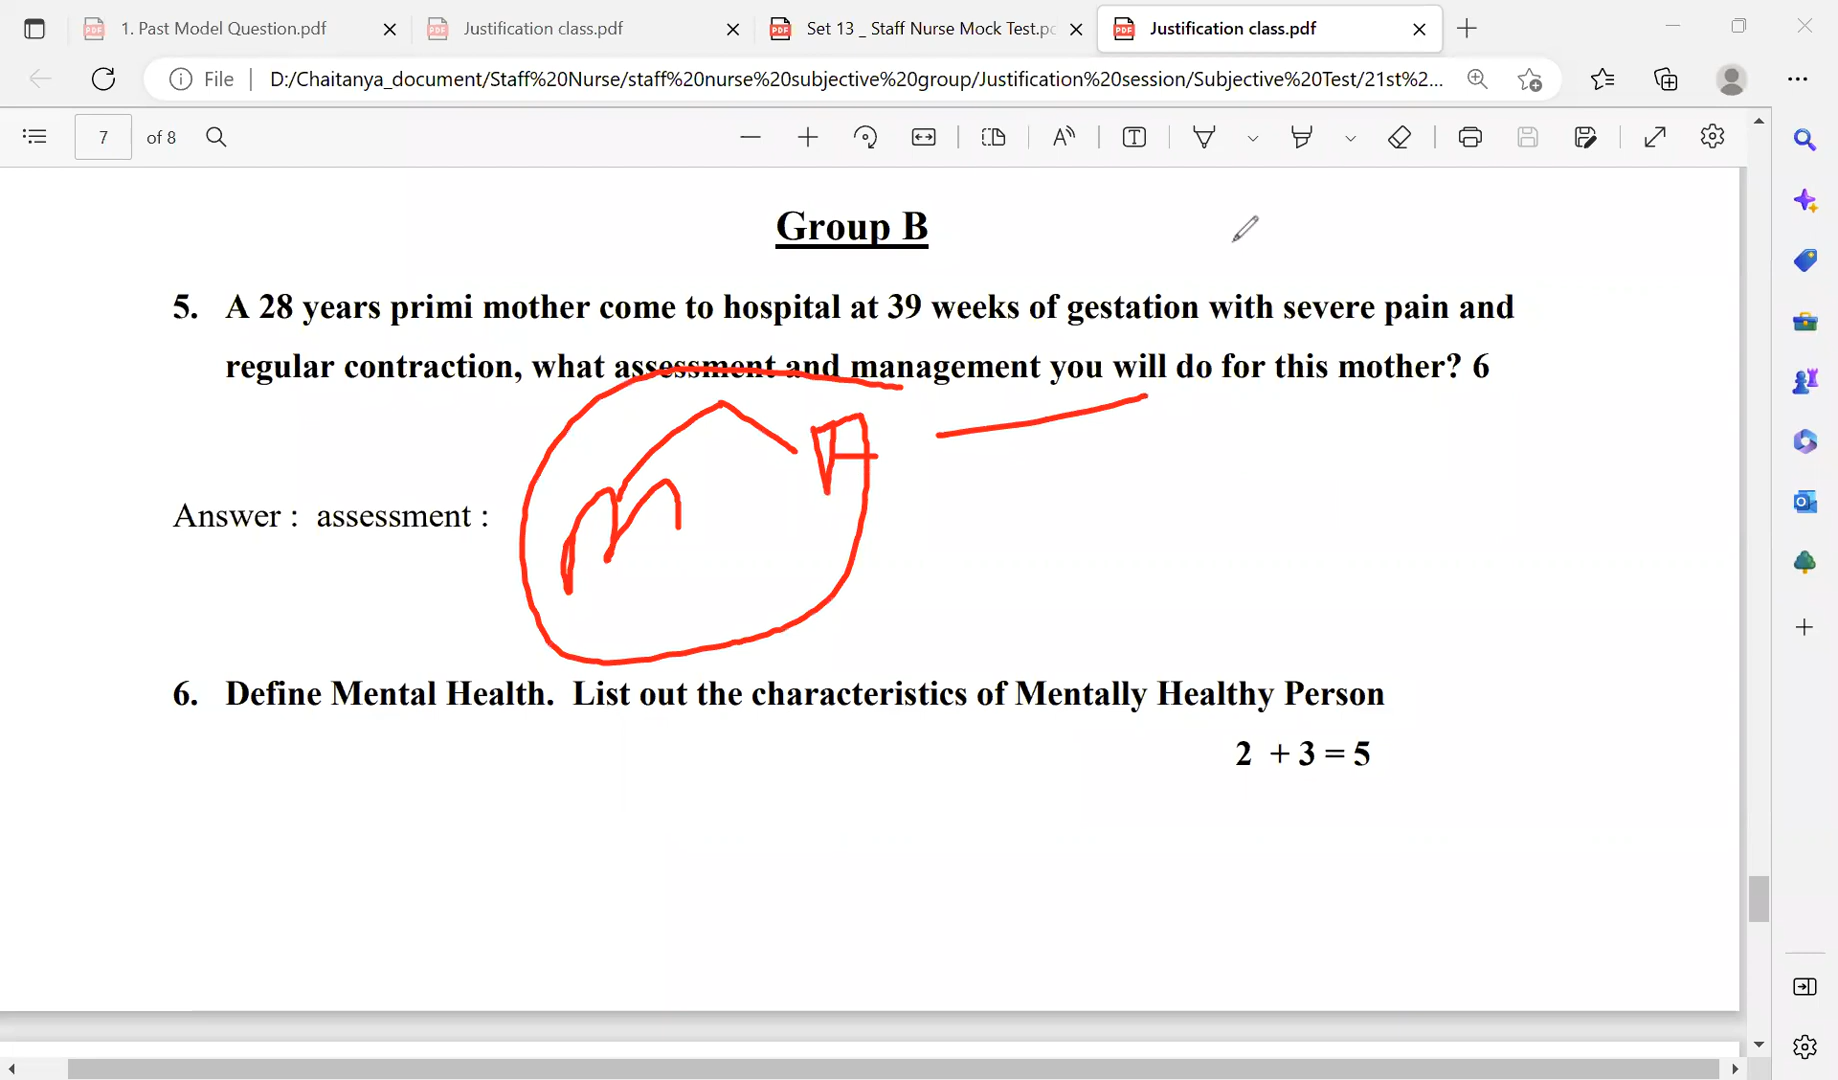 1. Past Model Question.pdf
Justification class.pdf
Set 13 _ Staff Nurse Mock Test.pc
Justification class.pdf
File
D:/Chaitanya_document/Staff%20Nurse/staff%20nurse%20subjective%20group/Justification%20session/Subjective%20Test/21st%2...
7 of 8
Group B
5. A 28 years primi mother come to hospital at 39 weeks of gestation with severe pain and
regular contraction, what assessment and management you will do for this mother? 6
Answer : assessment :
6. Define Mental Health. List out the characteristics of Mentally Healthy Person
2 + 3 = 5